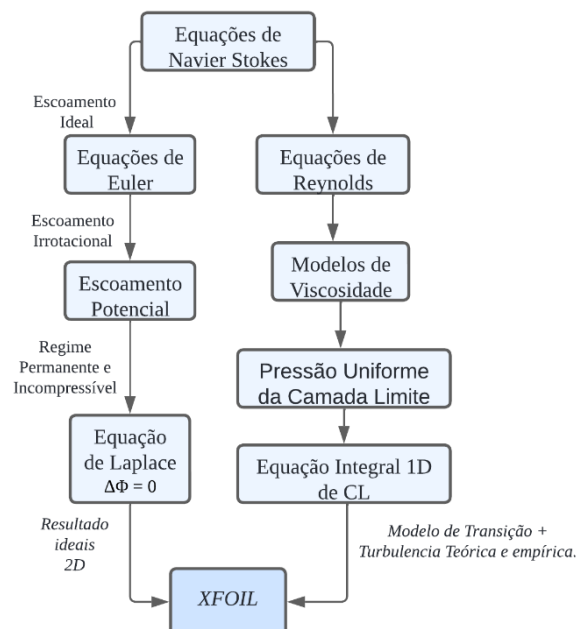 Equações de
Navier Stokes
Escoamento
Ideal
Equações de
Euler
Equações de
Reynolds
Escoamento
Irrotacional
Escoamento
Potencial
Modelos de
Viscosidade
Regime
Permanente e
Incompressível
Pressão Uniforme
da Camada Limite
Equação
de Laplace
ΔΦ = 0
Equação Integral 1D
de CL
Resultado
ideais
2D
Modelo de Transição +
Turbulencia Teórica e empírica.
XFOIL